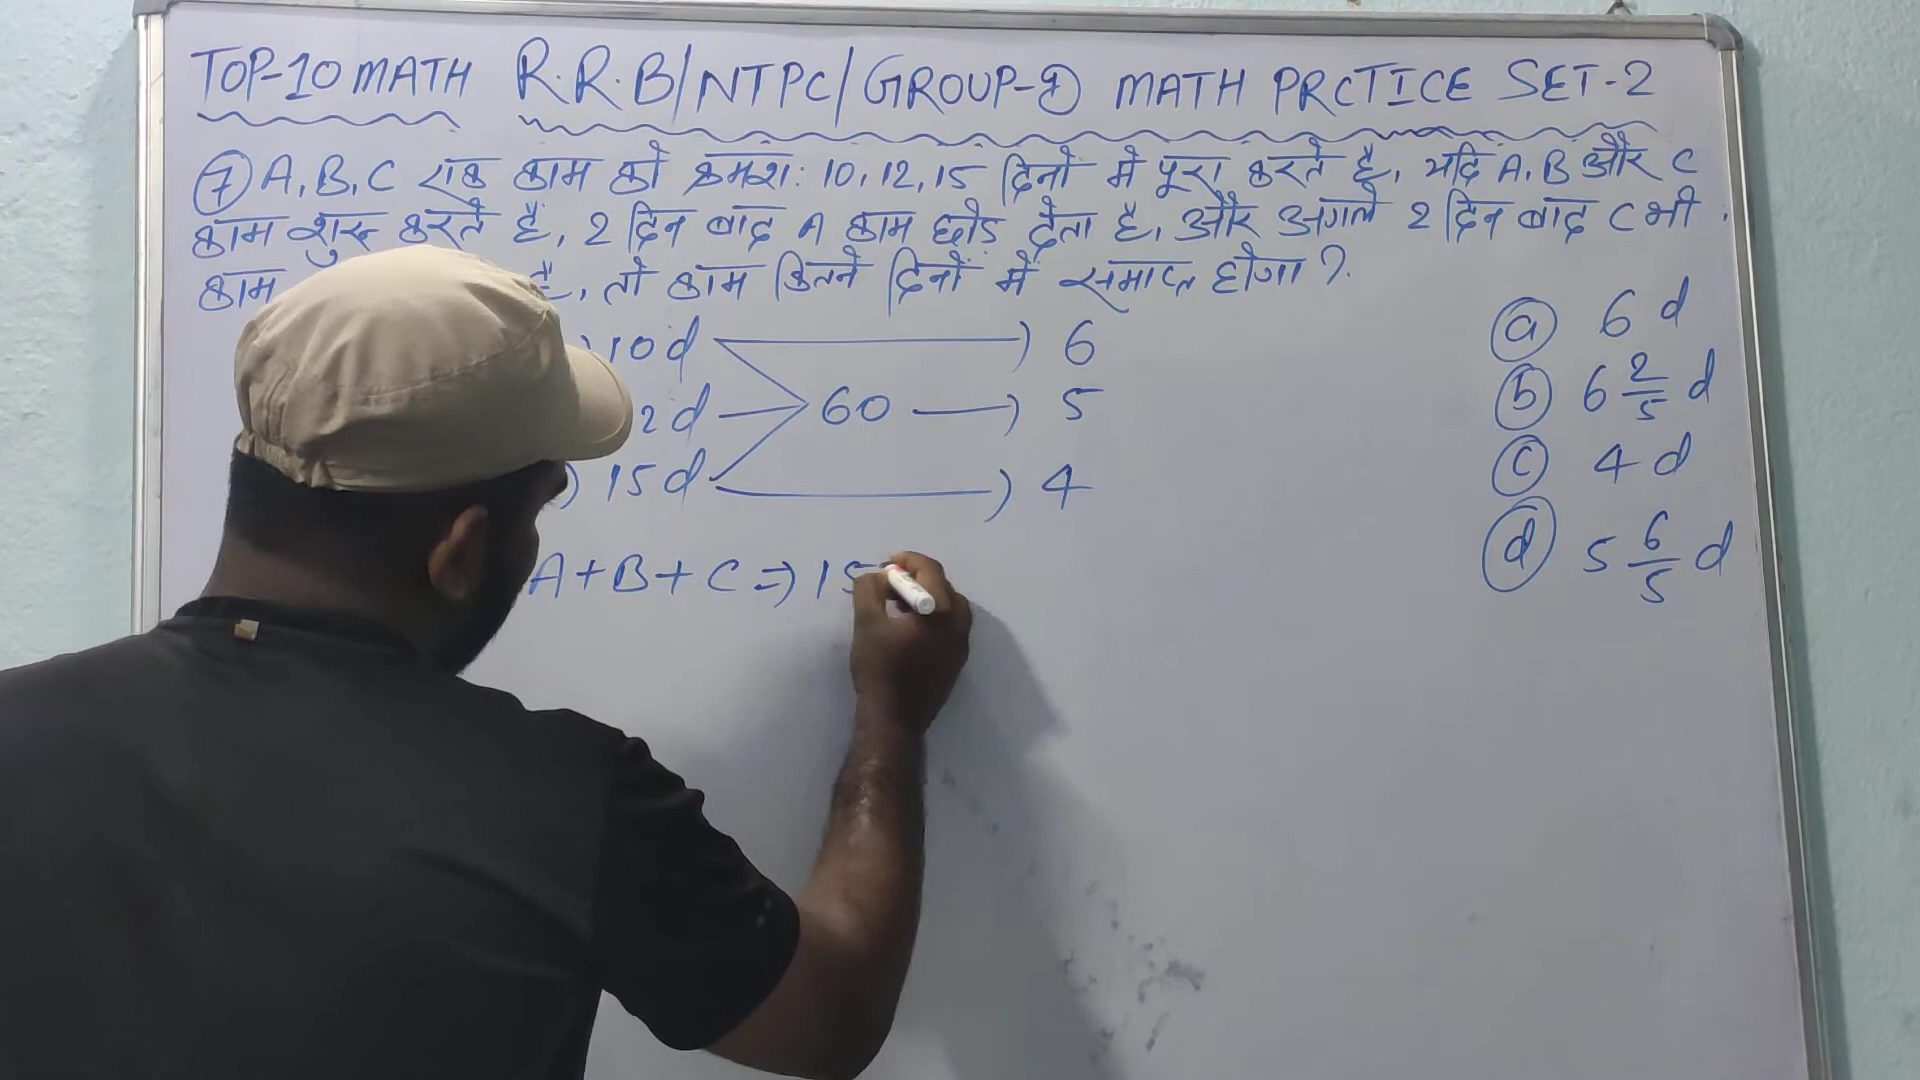 TOP-10 MATH R.R.B/NTPC/GROUP-D MATH PRCTICE SET-2
7 A, B, C एक काम को क्रमश: 10, 12, 15 दिनों मे पूरा करते है, यदि A, B और C
काम शुरू करते है, 2 दिन बाद A काम छोड देता है, और अगले 2 दिन बाद C भी
काम है, तो काम कितने दिनों में समाप्त होगा ?
10d 6
2d 60 5
15d 4
A+B+C => 15
a 6d
b 6 2/5 d
c 4d
d 5 6/5 d